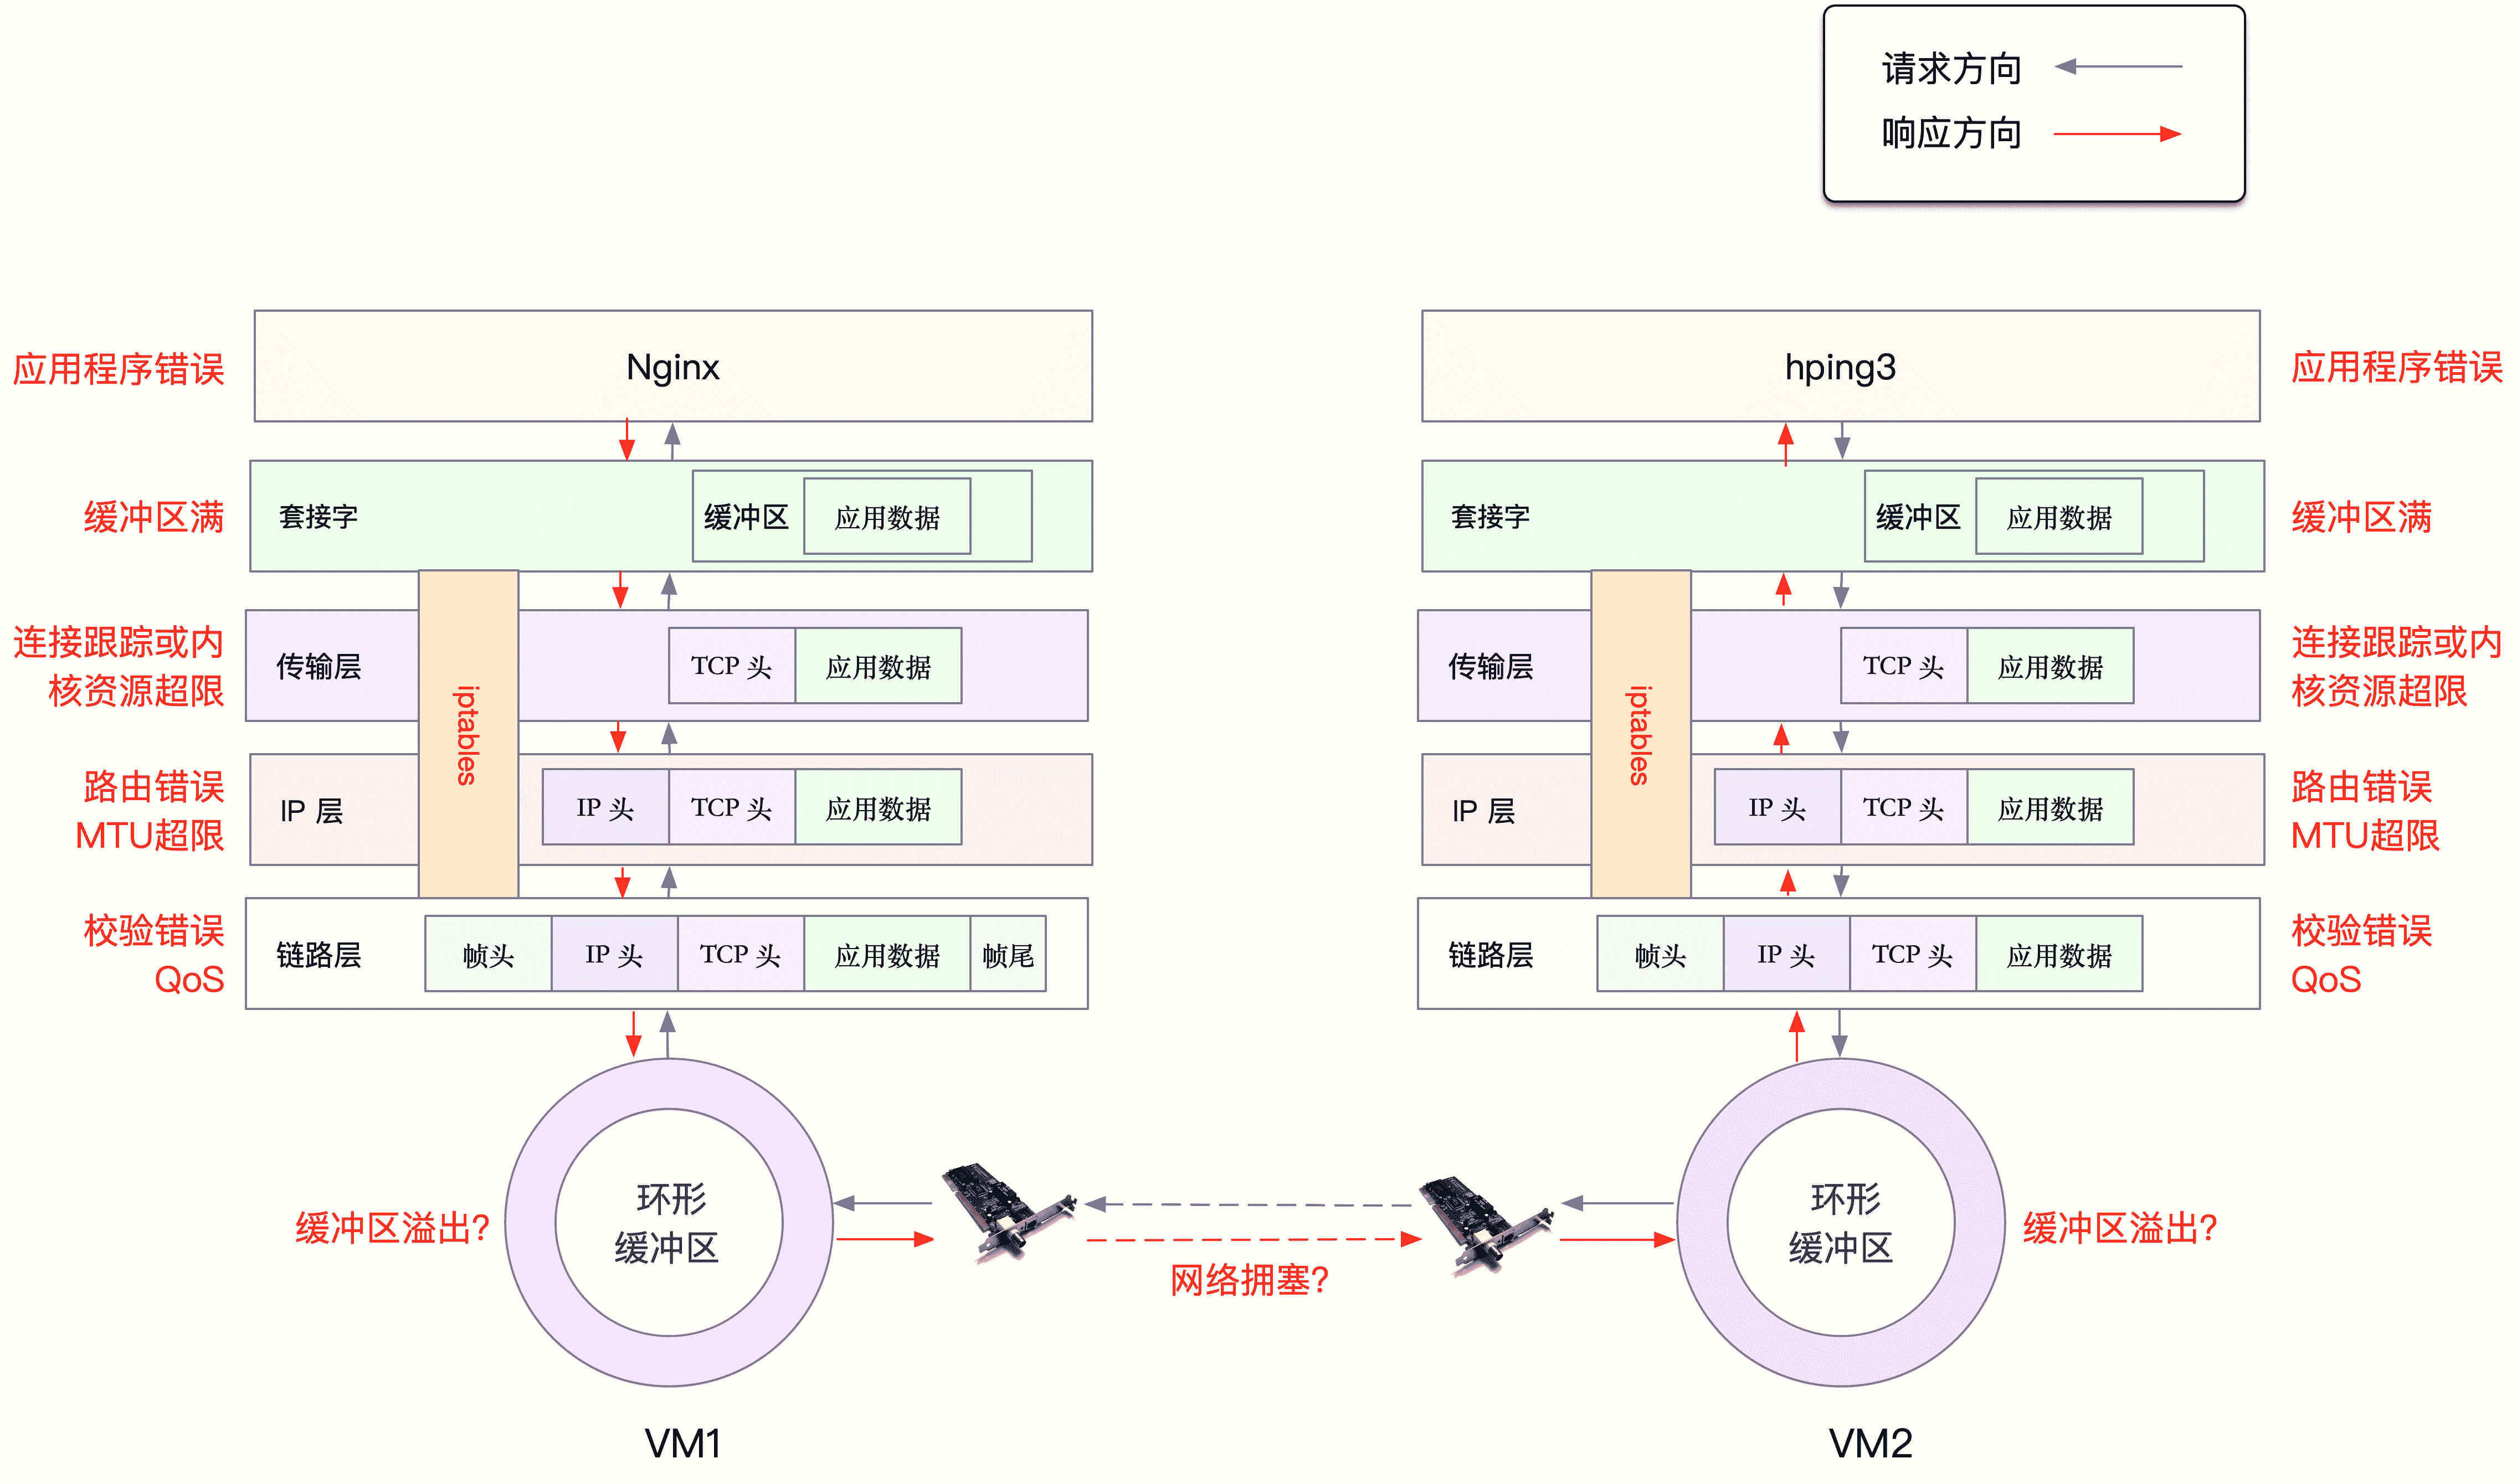 请求方向
响应方向
应用程序错误
Nginx
hping3
应用程序错误
缓冲区满
套接字
缓冲区
应用数据
套接字
缓冲区
应用数据
缓冲区满
连接跟踪或内
核资源超限
传输层
iptables
TCP 头
应用数据
传输层
iptables
TCP 头
应用数据
连接跟踪或内
核资源超限
路由错误
MTU超限
IP 层
IP 头
TCP 头
应用数据
IP 层
IP 头
TCP 头
应用数据
路由错误
MTU超限
校验错误
QoS
链路层
帧头
IP 头
TCP 头
应用数据
帧尾
链路层
帧头
IP 头
TCP 头
应用数据
校验错误
QoS
缓冲区溢出?
环形
缓冲区
网络拥塞?
环形
缓冲区
缓冲区溢出?
VM1
VM2